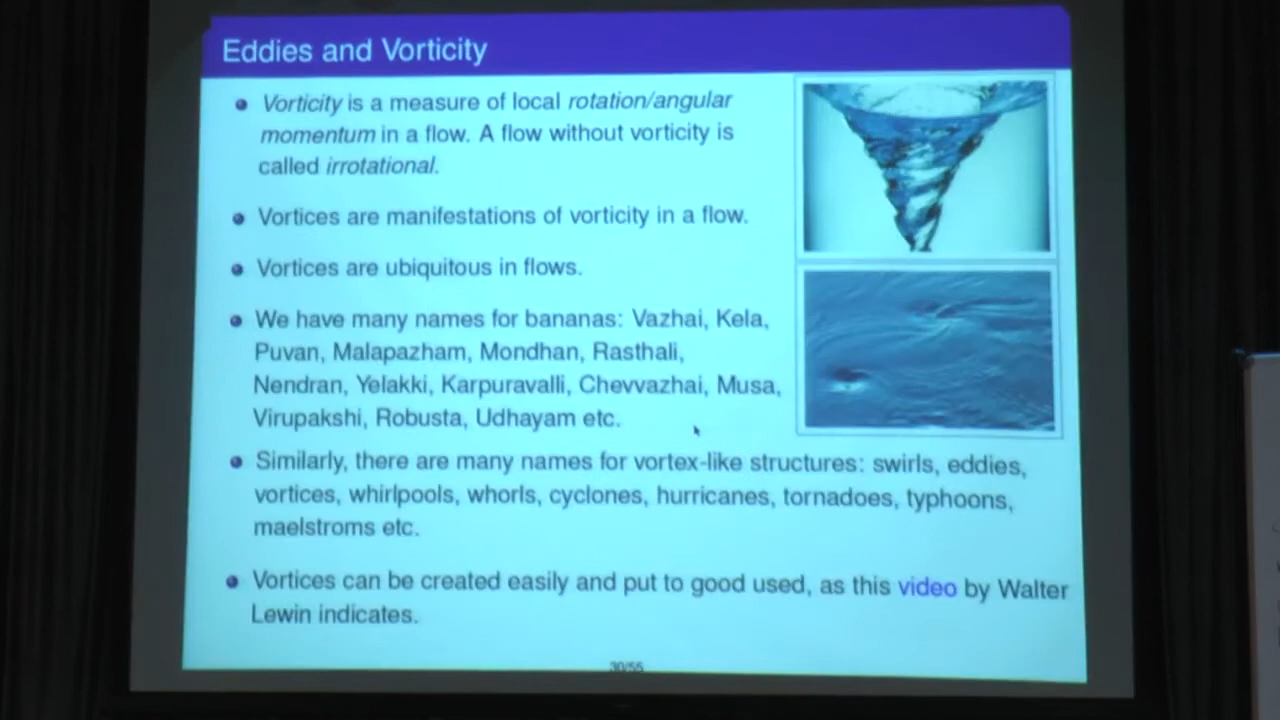 Eddies and Vorticity
Vorticity is a measure of local rotation/angular
momentum in a flow. A flow without vorticity is
called irrotational.
Vortices are manifestations of vorticity in a flow.
Vortices are ubiquitous in flows.
We have many names for bananas: Vazhai, Kela,
Puvan, Malapazham, Mondhan, Rasthali,
Nendran, Yelakki, Karpuravalli, Chevvazhai, Musa,
Virupakshi, Robusta, Udhayam etc.
Similarly, there are many names for vortex-like structures: swirls, eddies,
vortices, whirlpools, whorls, cyclones, hurricanes, tornadoes, typhoons,
maelstroms etc.
Vortices can be created easily and put to good used, as this video by Walter
Lewin indicates.
30/55